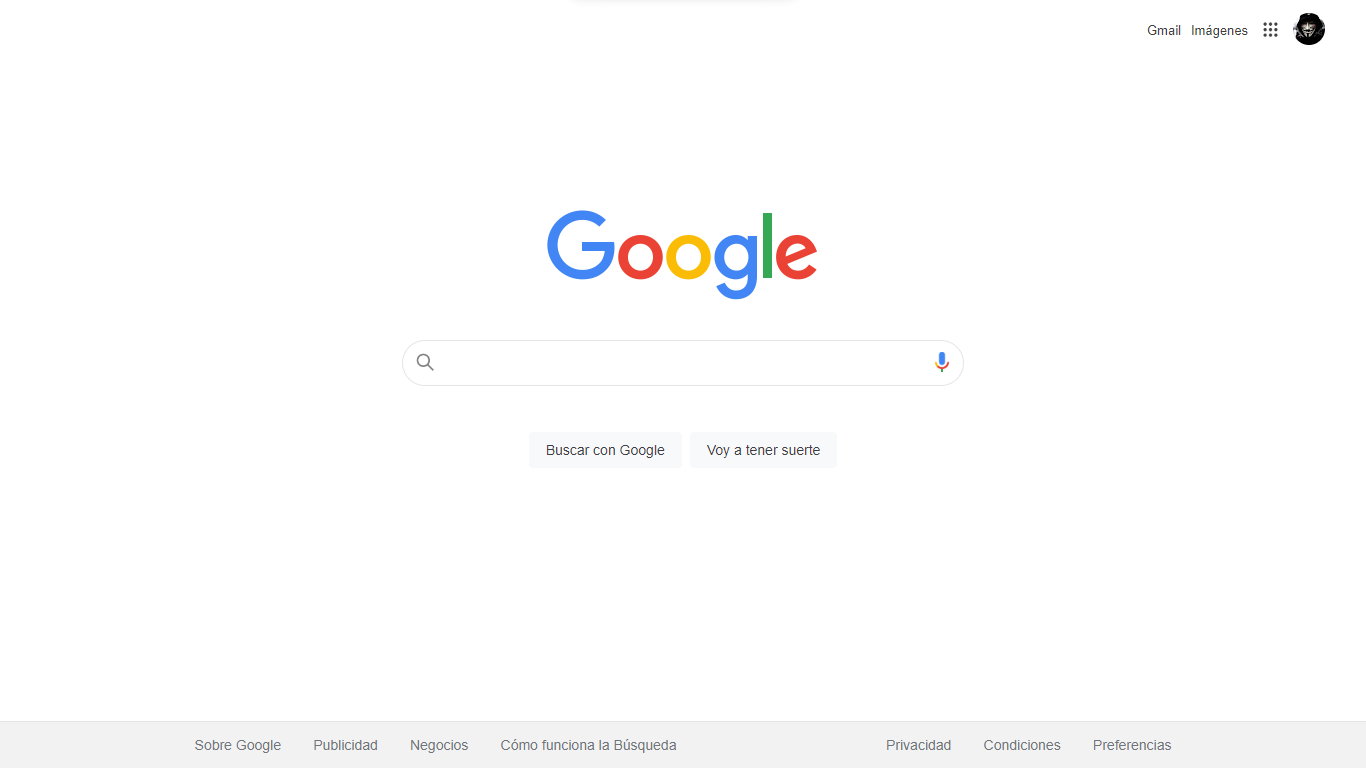 Gmail Imágenes
Google
Buscar con Google Voy a tener suerte
Sobre Google Publicidad Negocios Cómo funciona la Búsqueda Privacidad Condiciones Preferencias